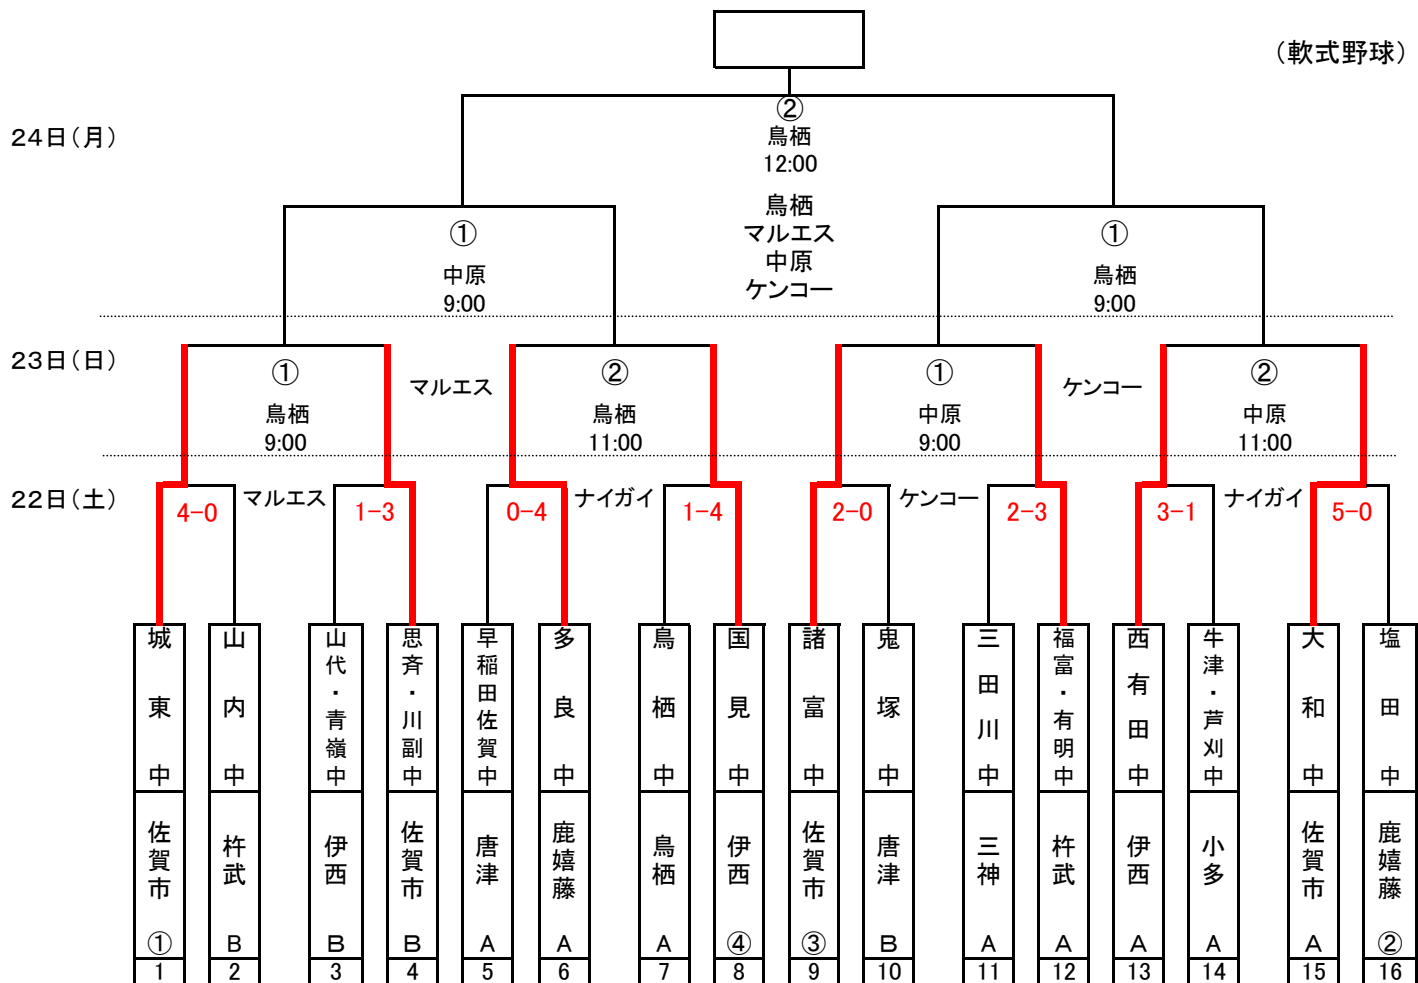 (軟式野球)
②
24日(月)
鳥栖
12:00
鳥栖
マルエス
中原
ケンコー
①
中原
9:00
①
鳥栖
9:00
23日(日)
①
鳥栖
9:00
マルエス
②
鳥栖
11:00
①
中原
9:00
ケンコー
②
中原
11:00
22日(土)
4-0
マルエス
1-3
0-4
ナイガイ
1-4
2-0
ケンコー
2-3
3-1
ナイガイ
5-0
城東中
佐賀市
①
1
山内中
杵武
B
2
山代・青嶺中
伊西
B
3
思斉・川副中
佐賀市
B
4
早稲田佐賀中
唐津
A
5
多良中
鹿嬉藤
A
6
鳥栖中
鳥栖
A
7
国見中
伊西
④
8
諸富中
佐賀市
③
9
鬼塚中
唐津
B
10
三田川中
三神
A
11
福富・有明中
杵武
A
12
西有田中
伊西
A
13
牛津・芦刈中
小多
A
14
大和中
佐賀市
A
15
塩田中
鹿嬉藤
②
16